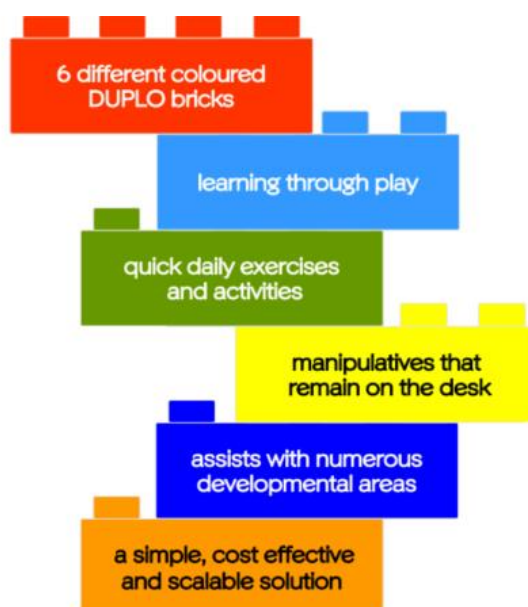 6 different coloured
DUPLO bricks
learning through play
quick daily exercises
and activities
manipulatives that
remain on the desk
assists with numerous
developmental areas
a simple, cost effective
and scalable solution